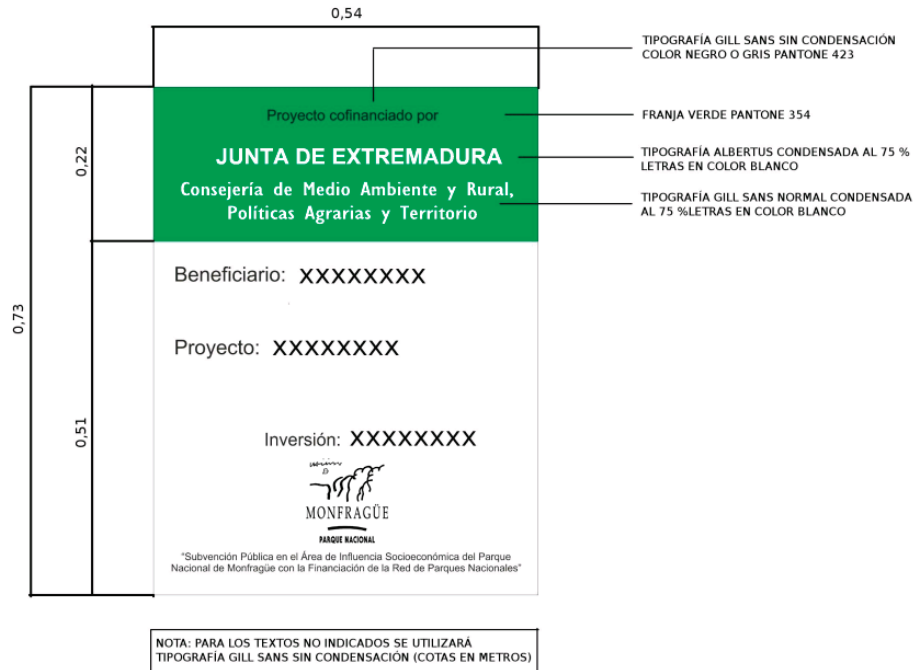 0,54
TIPOGRAFÍA GILL SANS SIN CONDENSACIÓN
COLOR NEGRO O GRIS PANTONE 423
Proyecto cofinanciado por
FRANJA VERDE PANTONE 354
0,22
JUNTA DE EXTREMADURA
TIPOGRAFÍA ALBERTUS CONDENSADA AL 75 %
LETRAS EN COLOR BLANCO
Consejería de Medio Ambiente y Rural,
Políticas Agrarias y Territorio
TIPOGRAFÍA GILL SANS NORMAL CONDENSADA
AL 75 %LETRAS EN COLOR BLANCO
0,73
Beneficiario: XXXXXXXX
Proyecto: XXXXXXXX
0,51
Inversión: XXXXXXXX
MONFRAGÜE
PARQUE NACIONAL
"Subvención Pública en el Área de Influencia Socioeconómica del Parque
Nacional de Monfragüe con la Financiación de la Red de Parques Nacionales"
NOTA: PARA LOS TEXTOS NO INDICADOS SE UTILIZARÁ
TIPOGRAFÍA GILL SANS SIN CONDENSACIÓN (COTAS EN METROS)